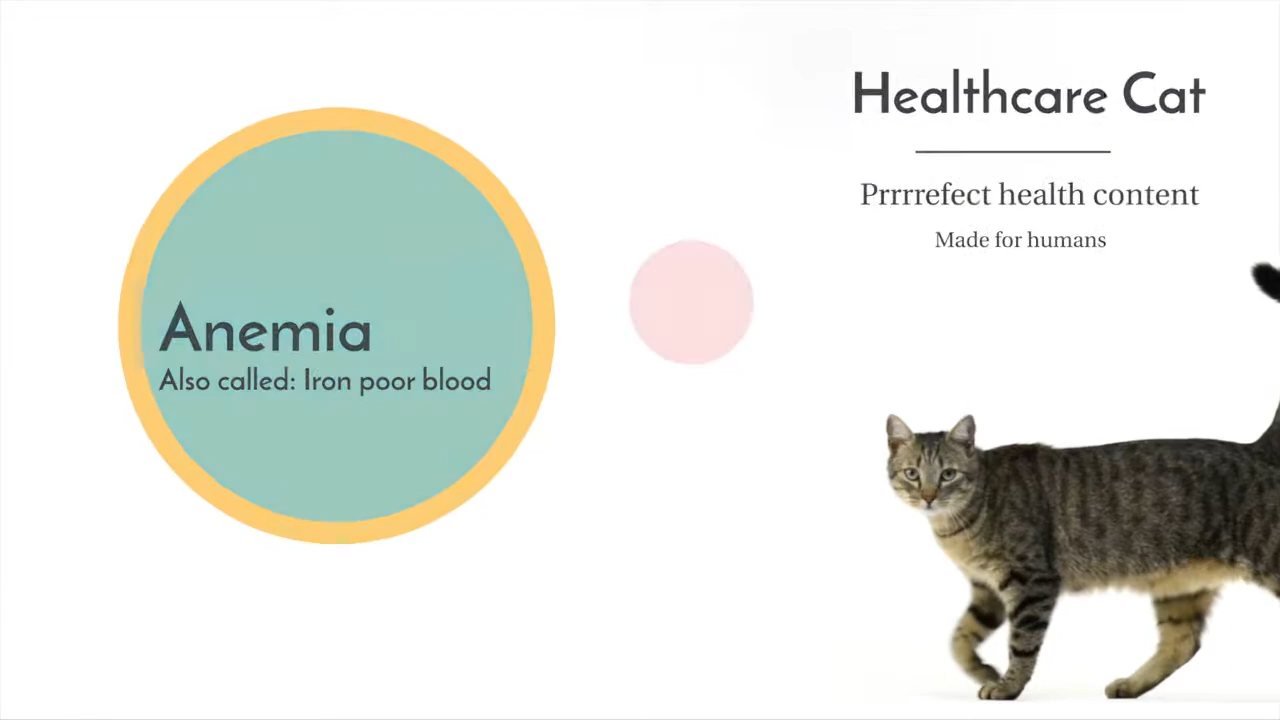 Healthcare Cat
Prrrrefect health content
Made for humans
Anemia
Also called: Iron poor blood